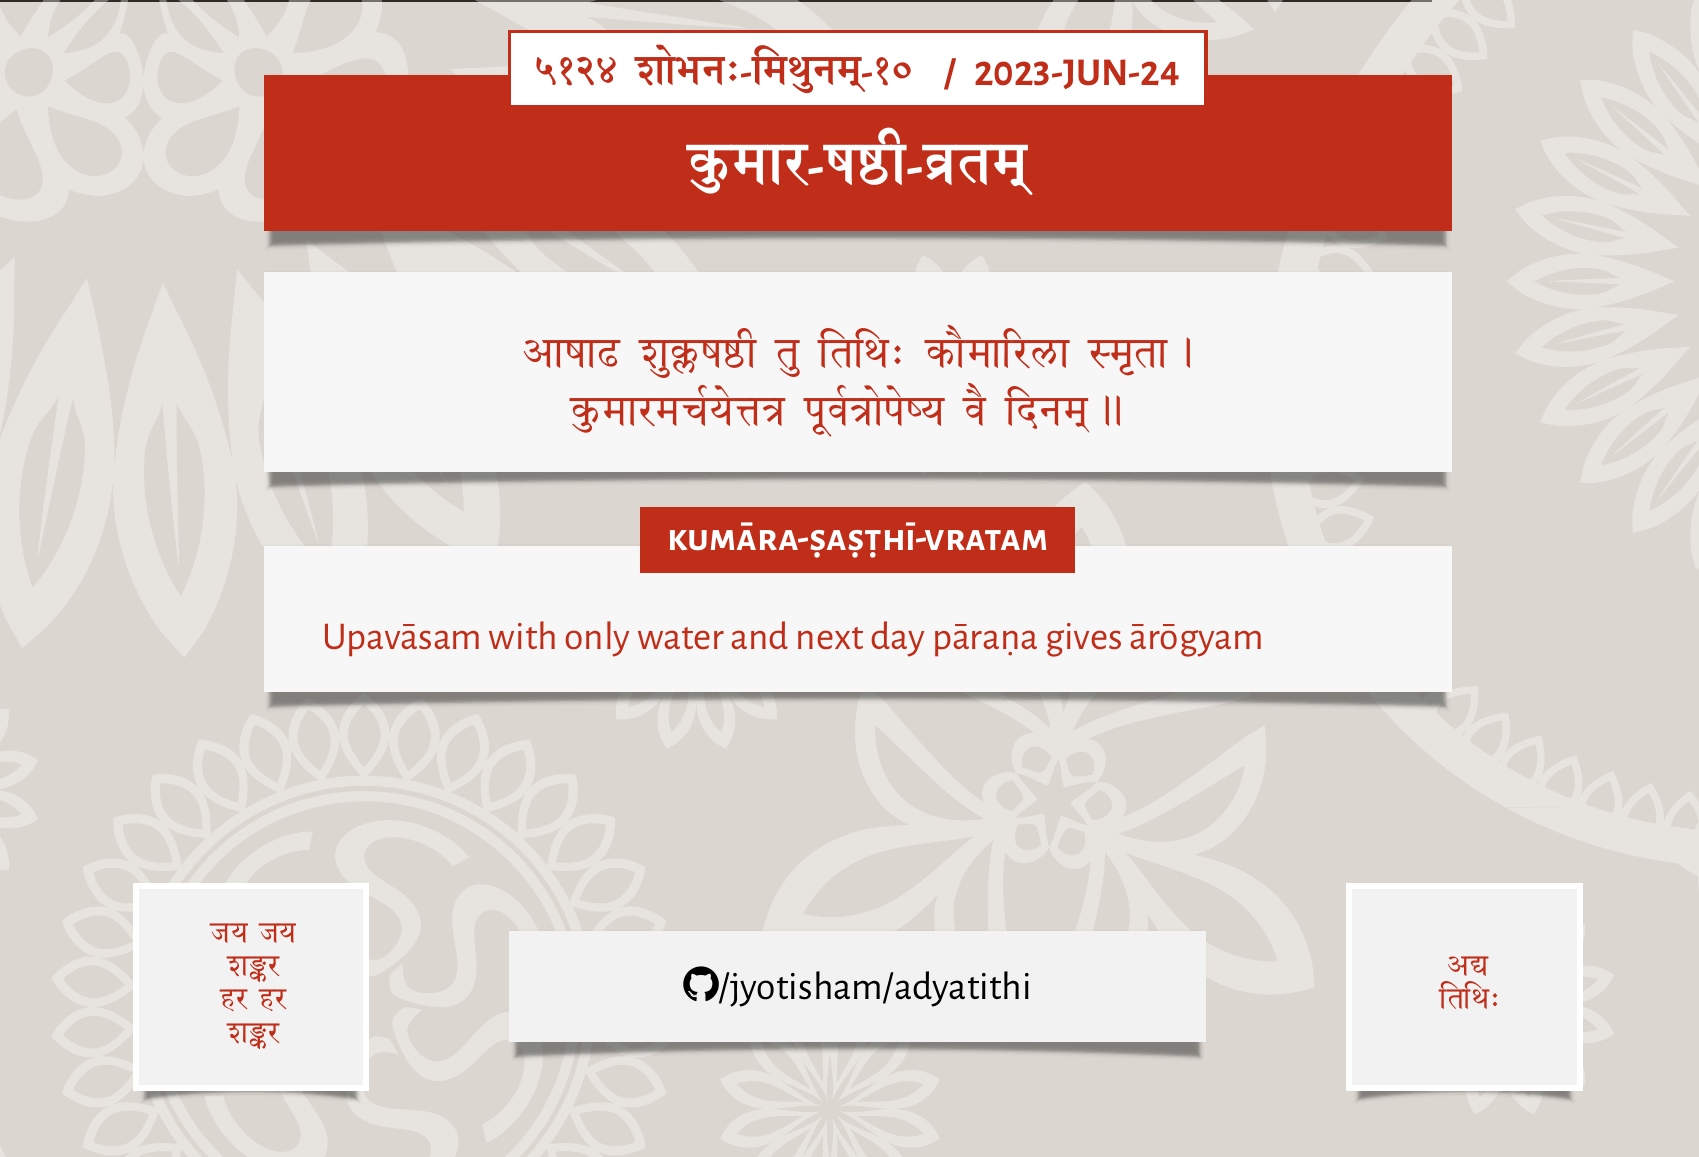 ५१२४ शोभनः-मिथुनम्-१० / 2023-JUN-24
कुमार-षष्ठी-व्रतम्
आषाढ शुक्लषष्ठी तु तिथिः कौमारिला स्मृता।
कुमारमर्चयेत्तत्र पूर्वत्रोपेष्य वै दिनम्॥
KUMĀRA-ṢAṢṬHĪ-VRATAM
Upavāsam with only water and next day pāraṇa gives ārōgyam
जय जय
शङ्कर
हर हर
शङ्कर
/jyotisham/adyatithi
अद्य
तिथिः